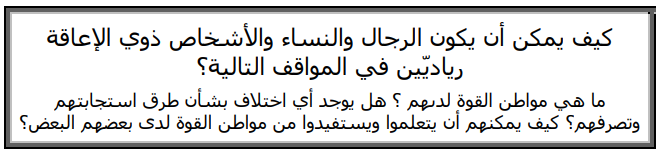 كيف يمكن أن يكون الرجال والنساء والأشخاص ذوي الإعاقة
رياديّين في المواقف التالية؟
ما هي مواطن القوة لديهم ؟ هل يوجد أي اختلاف بشأن طرق استجابتهم
وتصرفهم؟ كيف يمكنهم أن يتعلموا ويستفيدوا من مواطن القوة لدى بعضهم البعض؟